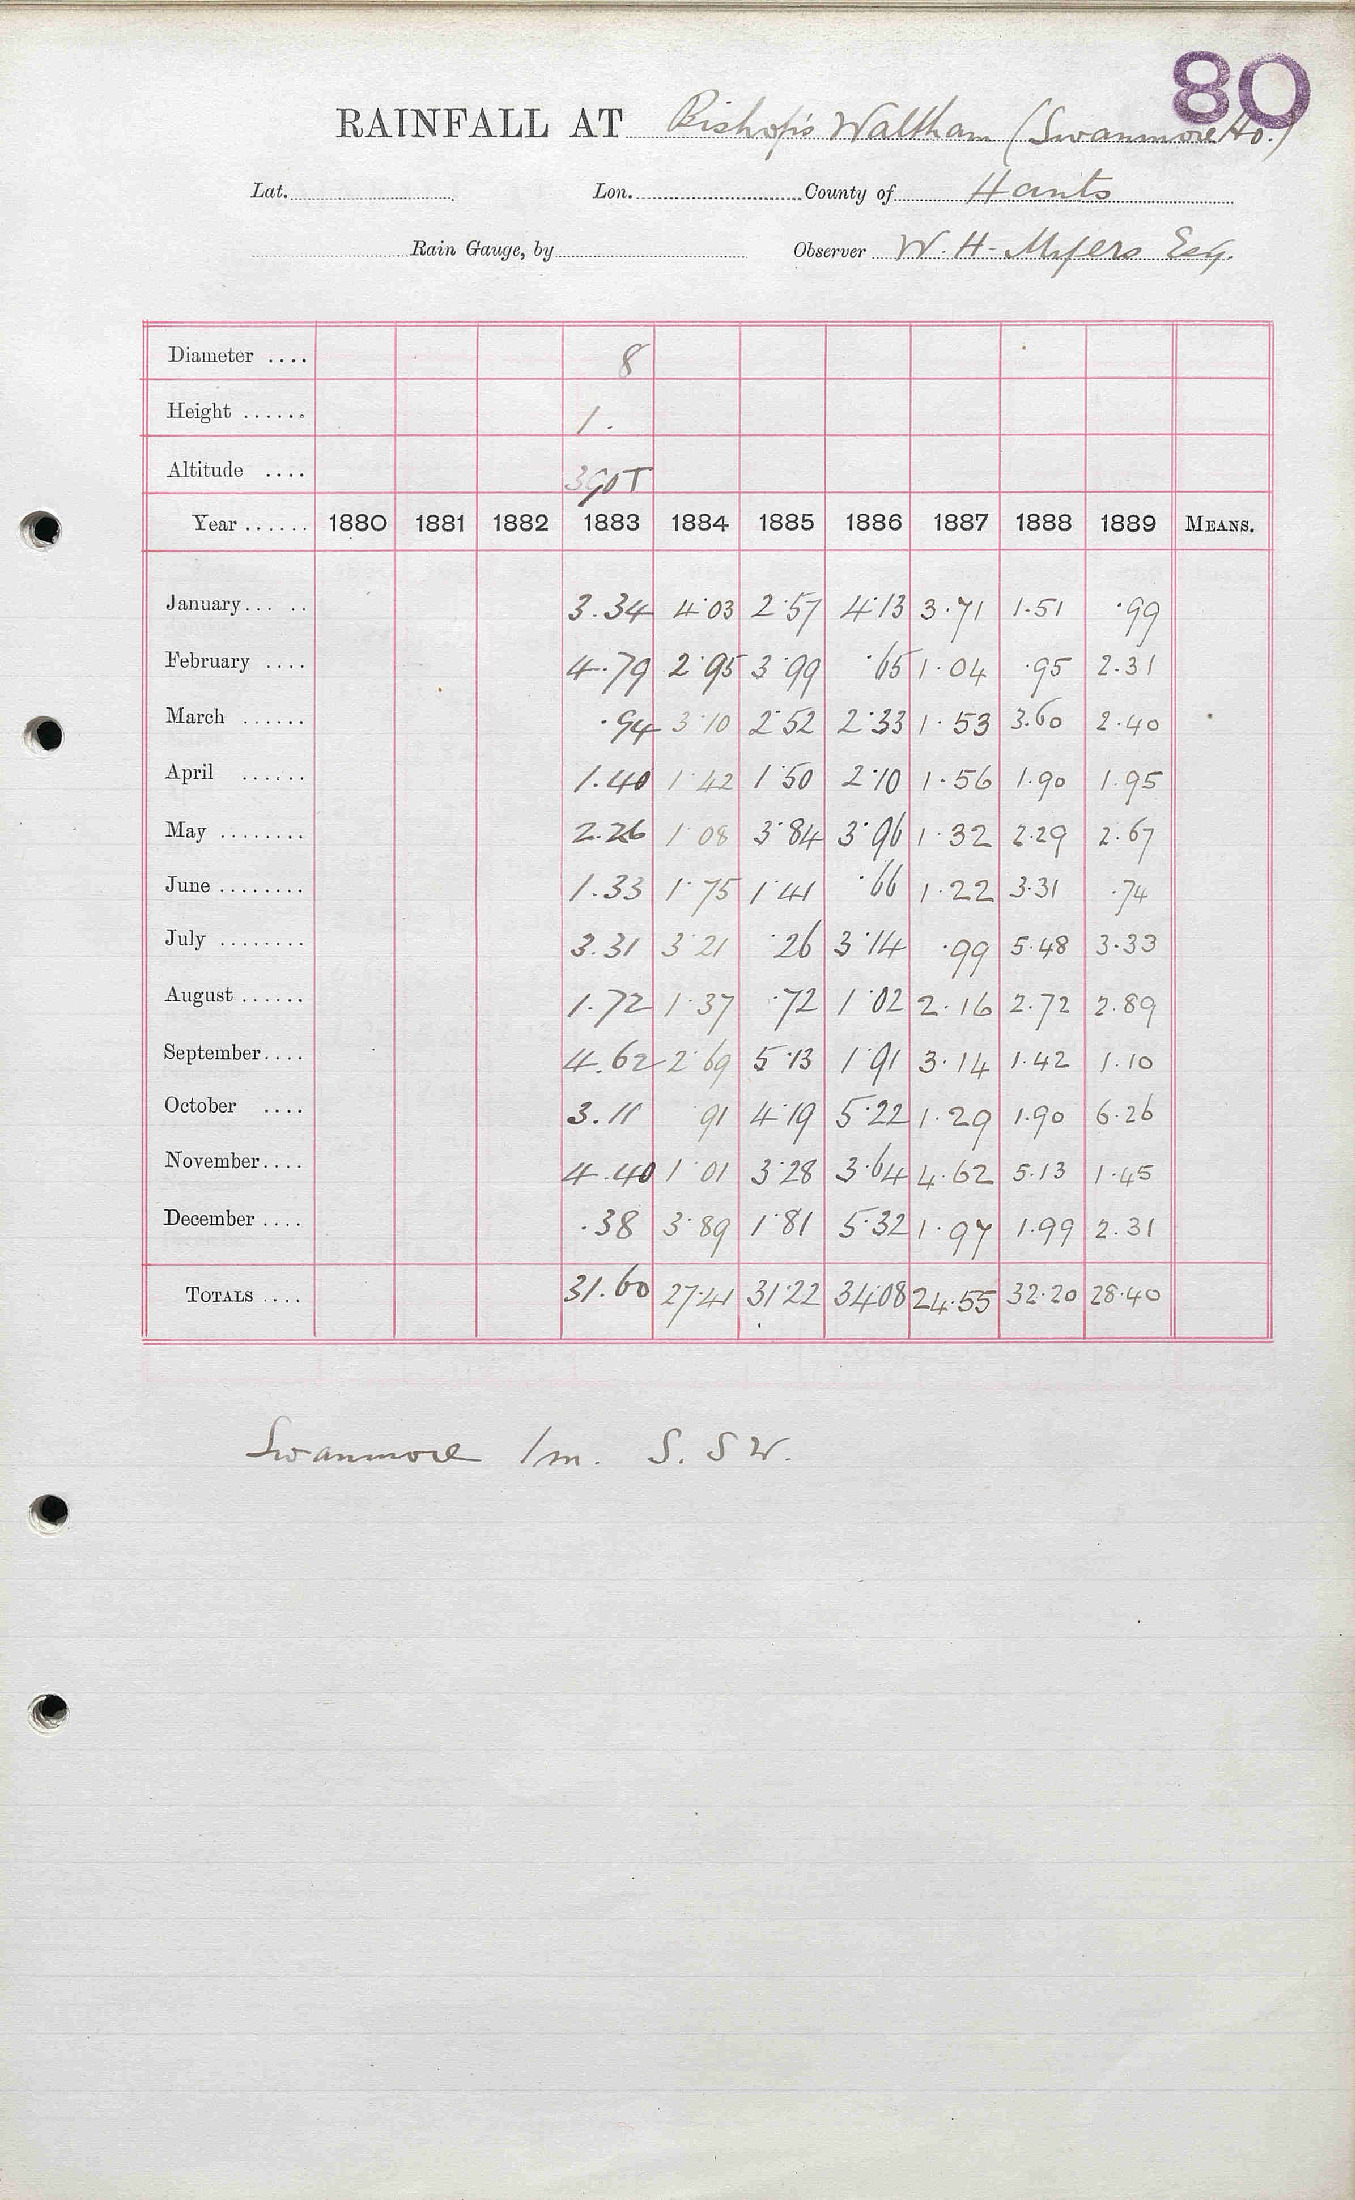 80
RAINFALL AT Bishop's Waltham (Swanmore Ho.)
Lat. Lon. County of Hants
Rain Gauge, by Observer W. H. Myers Esq.
Diameter .... 8
Height ...... 1.
Altitude .... 390T
Year ...... 1880 1881 1882 1883 1884 1885 1886 1887 1888 1889 MEANS.
January... .. 3.34 4.03 2.57 4.13 3.71 1.51 .99
February .... 4.79 2.95 3.99 .65 1.04 .95 2.31
March ...... .94 3.10 2.52 2.33 1.53 3.60 2.40
April ...... 1.40 1.42 1.50 2.10 1.56 1.90 1.95
May ........ 2.26 1.08 3.84 3.96 1.32 2.29 2.67
June ........ 1.33 1.75 1.41 .66 1.22 3.31 .74
July ........ 3.31 3.21 .26 3.14 .99 5.48 3.33
August ...... 1.72 1.37 .72 1.02 2.16 2.72 2.89
September.... 4.62 2.69 5.13 1.91 3.14 1.42 1.10
October .... 3.11 91 4.19 5.22 1.29 1.90 6.26
November.... 4.40 1.01 3.28 3.64 4.62 5.13 1.45
December .... .38 3.89 1.81 5.32 1.97 1.99 2.31
TOTALS .... 31.60 27.41 31.22 34.08 24.55 32.20 28.40
Swanmore 1m. S. S W.